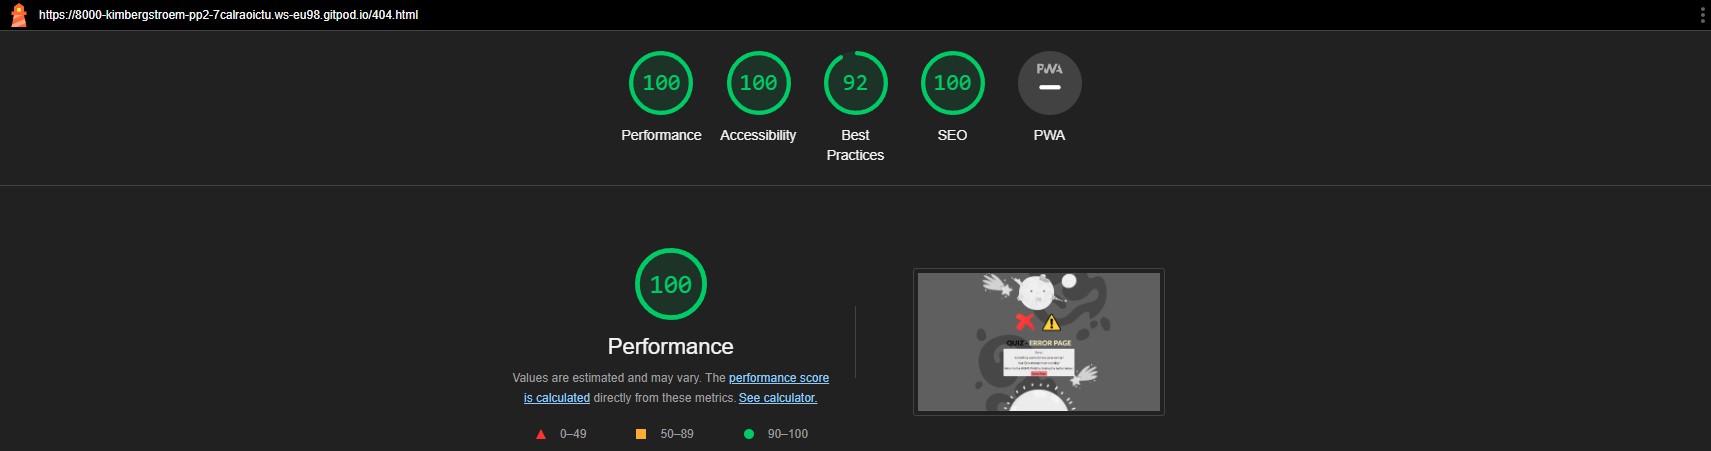 https://8000-kimbergstroem-pp2-7calraoictu.ws-eu98.gitpod.io/404.html
100 100 92 100 PWA
Performance Accessibility Best Practices SEO PWA
100
Performance
Values are estimated and may vary. The performance score
is calculated directly from these metrics. See calculator.
0–49 50–89 90–100
QUIZ - ERROR PAGE